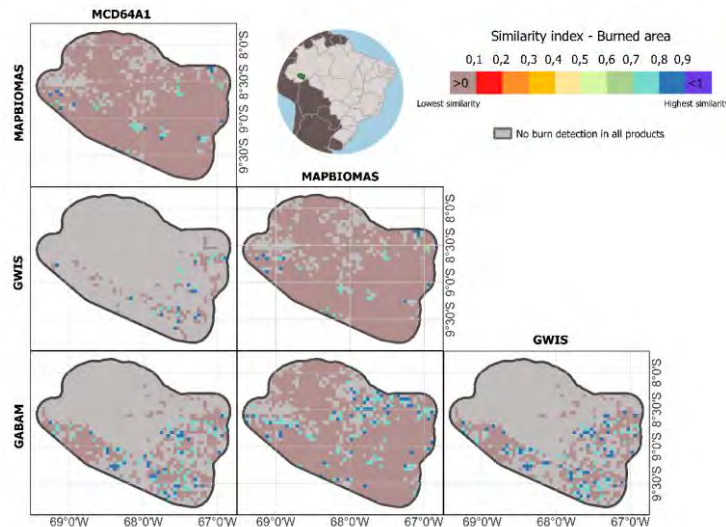 MCD64A1
Similarity index - Burned area
0,1 0,2 0,3 0,4 0,5 0,6 0,7 0,8 0,9
>0 <1
Lowest similarity Highest similarity
No burn detection in all products
MAPBIOMAS
8°0'S
8°30'S
9°0'S
9°30'S
MAPBIOMAS
GWIS
8°0'S
8°30'S
9°0'S
9°30'S
GWIS
GABAM
8°0'S
8°30'S
9°0'S
9°30'S
69°0'W 68°0'W 67°0'W 69°0'W 68°0'W 67°0'W 69°0'W 68°0'W 67°0'W